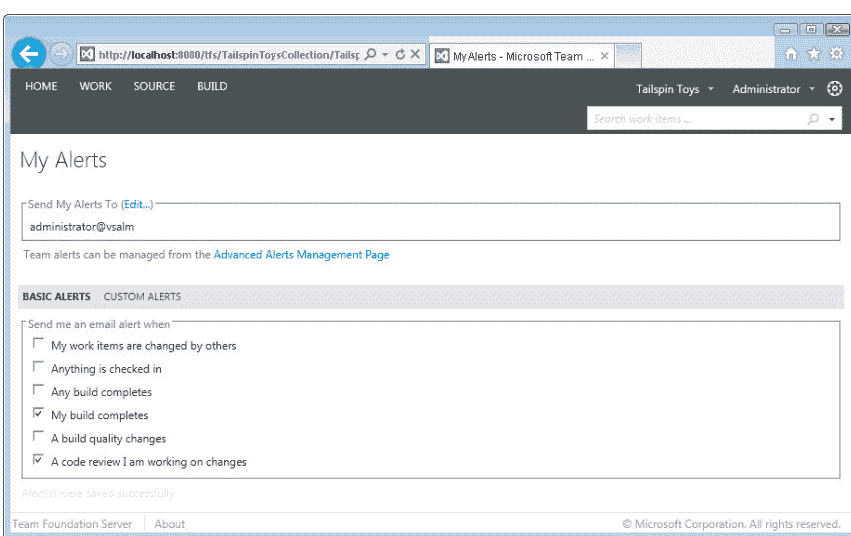 http://localhost:8080/tfs/TailspinToysCollection/Tailsp
My Alerts - Microsoft Team ...
HOME WORK SOURCE BUILD
Tailspin Toys Administrator
Search work items ...
My Alerts
Send My Alerts To (Edit...)
administrator@vsalm
Team alerts can be managed from the Advanced Alerts Management Page
BASIC ALERTS CUSTOM ALERTS
Send me an email alert when
My work items are changed by others
Anything is checked in
Any build completes
My build completes
A build quality changes
A code review I am working on changes
Alert(s) were saved successfully
Team Foundation Server About
© Microsoft Corporation. All rights reserved.